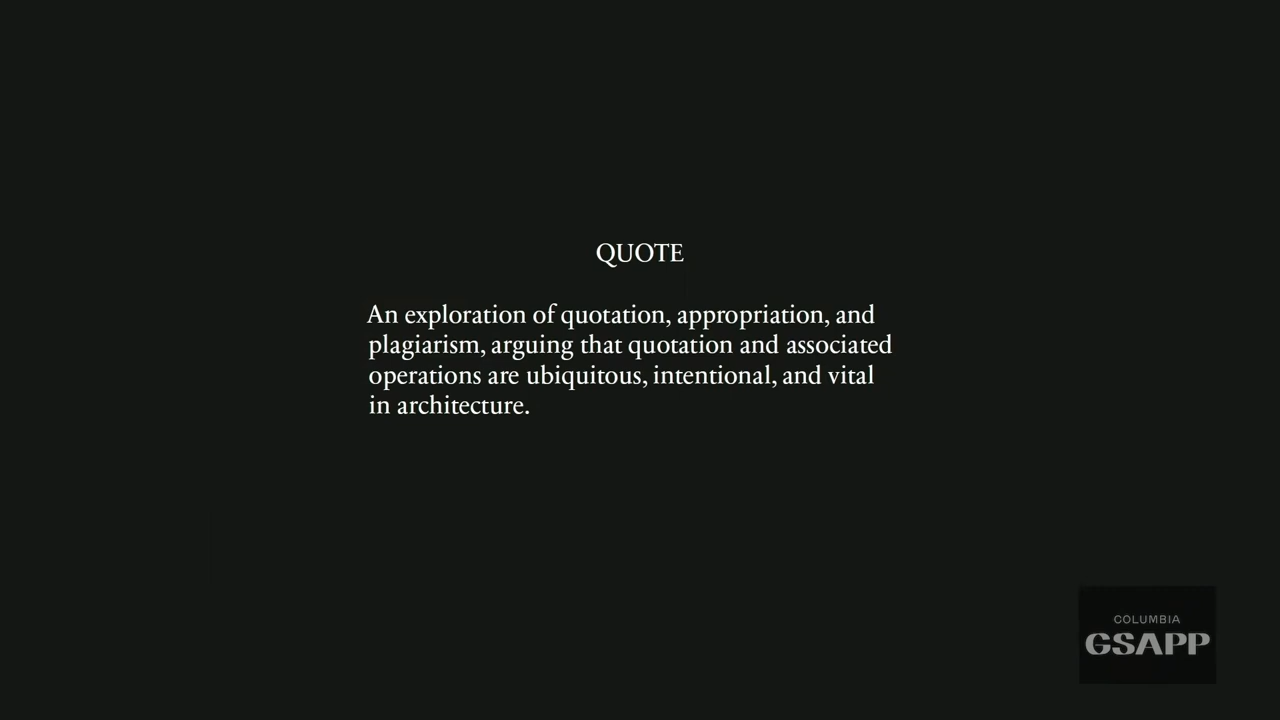 QUOTE
An exploration of quotation, appropriation, and
plagiarism, arguing that quotation and associated
operations are ubiquitous, intentional, and vital
in architecture.
COLUMBIA
GSAPP